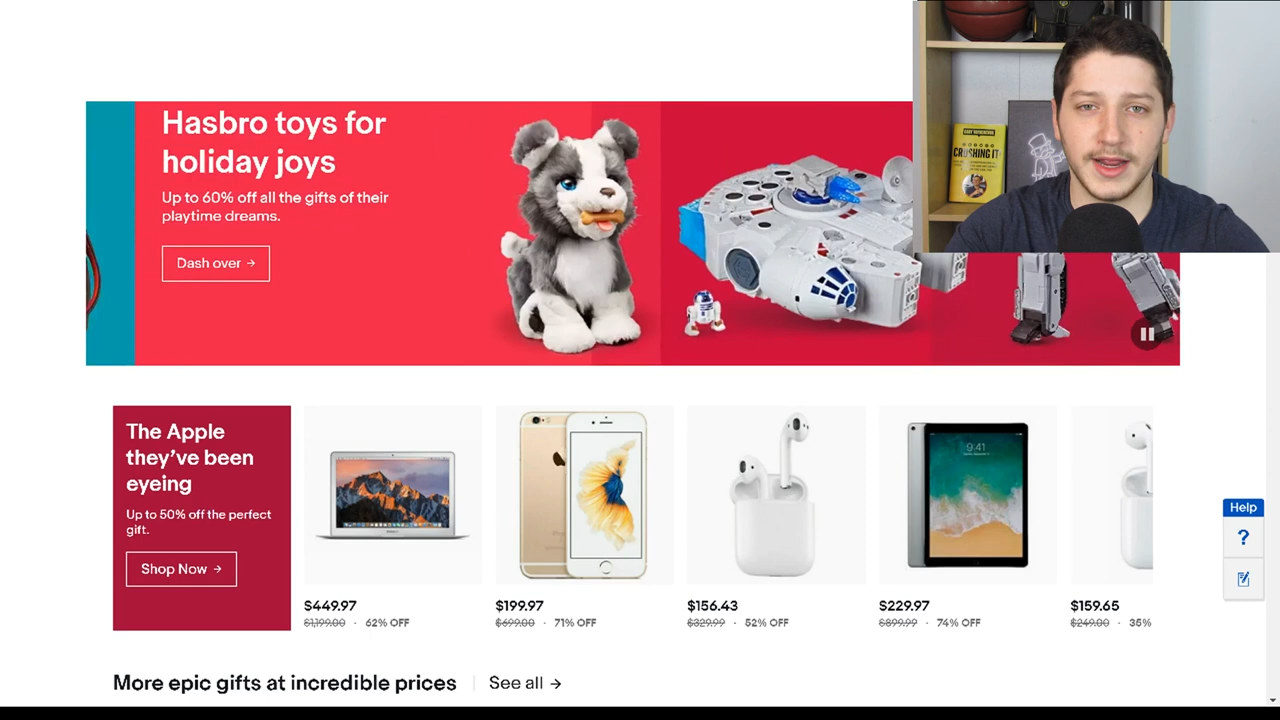 Hasbro toys for
holiday joys
Up to 60% off all the gifts of their
playtime dreams.
Dash over →
CRUSHING IT
The Apple
they've been
eyeing
Up to 50% off the perfect
gift.
Shop Now →
9:41
$449.97
$1,199.00 · 62% OFF
$199.97
$699.00 · 71% OFF
$156.43
$329.99 · 52% OFF
$229.97
$899.99 · 74% OFF
$159.65
$249.00 · 35%
Help
?
More epic gifts at incredible prices
See all →